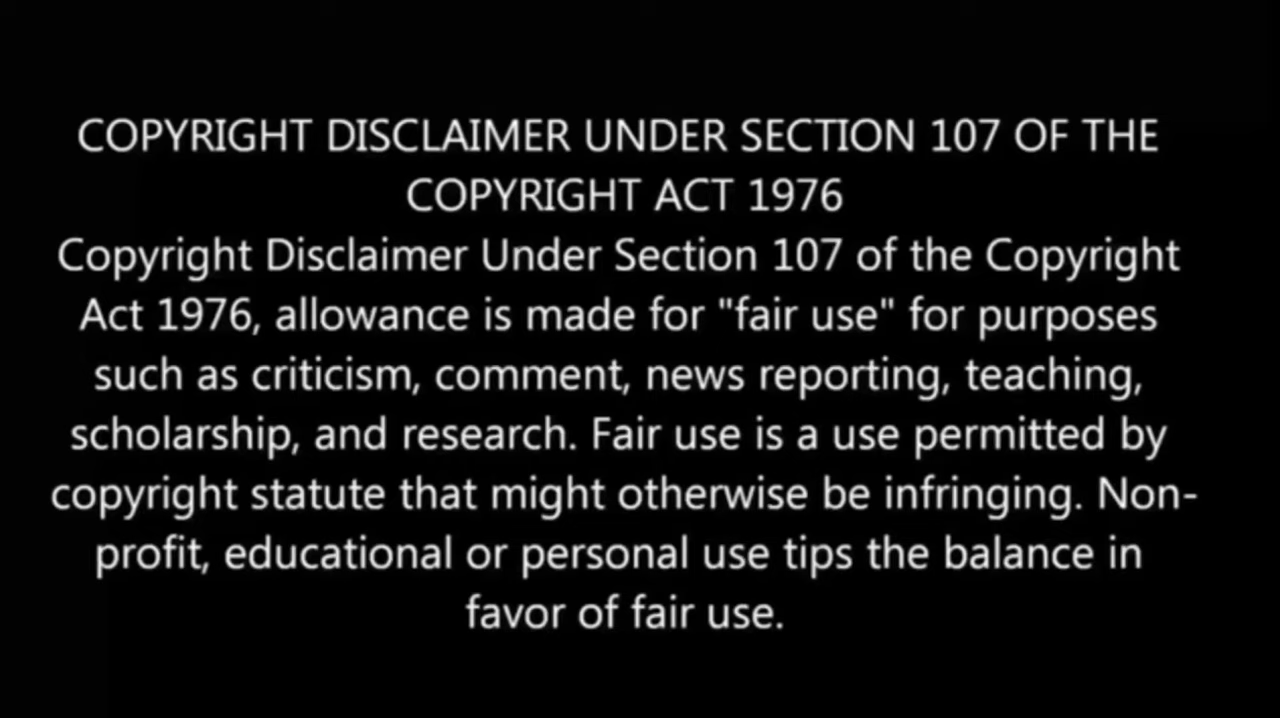 COPYRIGHT DISCLAIMER UNDER SECTION 107 OF THE
COPYRIGHT ACT 1976
Copyright Disclaimer Under Section 107 of the Copyright
Act 1976, allowance is made for "fair use" for purposes
such as criticism, comment, news reporting, teaching,
scholarship, and research. Fair use is a use permitted by
copyright statute that might otherwise be infringing. Non-
profit, educational or personal use tips the balance in
favor of fair use.